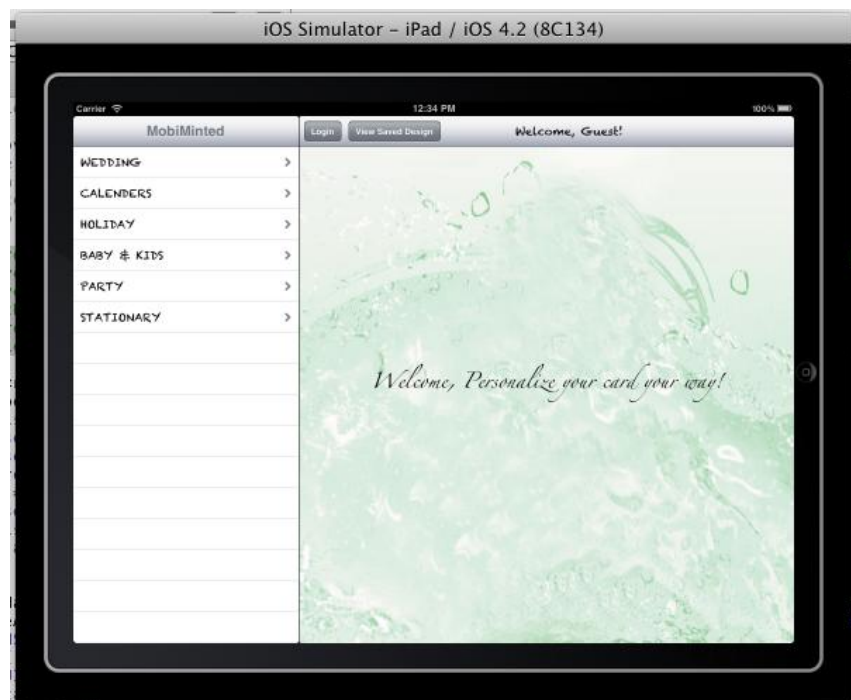 iOS Simulator – iPad / iOS 4.2 (8C134)
Carrier 12:34 PM 100%
MobiMinted Login View Saved Design Welcome, Guest!
WEDDING
CALENDERS
HOLIDAY
BABY & KIDS
PARTY
STATIONARY
Welcome, Personalize your card your way!